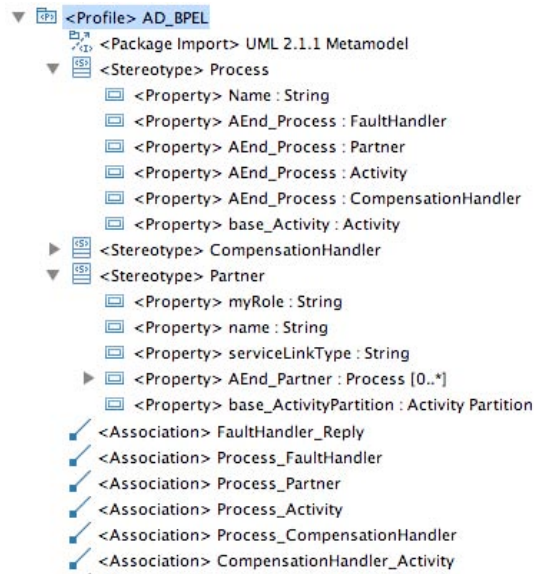 <Profile> AD_BPEL
<Package Import> UML 2.1.1 Metamodel
<Stereotype> Process
<Property> Name : String
<Property> AEnd_Process : FaultHandler
<Property> AEnd_Process : Partner
<Property> AEnd_Process : Activity
<Property> AEnd_Process : CompensationHandler
<Property> base_Activity : Activity
<Stereotype> CompensationHandler
<Stereotype> Partner
<Property> myRole : String
<Property> name : String
<Property> serviceLinkType : String
<Property> AEnd_Partner : Process [0..*]
<Property> base_ActivityPartition : Activity Partition
<Association> FaultHandler_Reply
<Association> Process_FaultHandler
<Association> Process_Partner
<Association> Process_Activity
<Association> Process_CompensationHandler
<Association> CompensationHandler_Activity